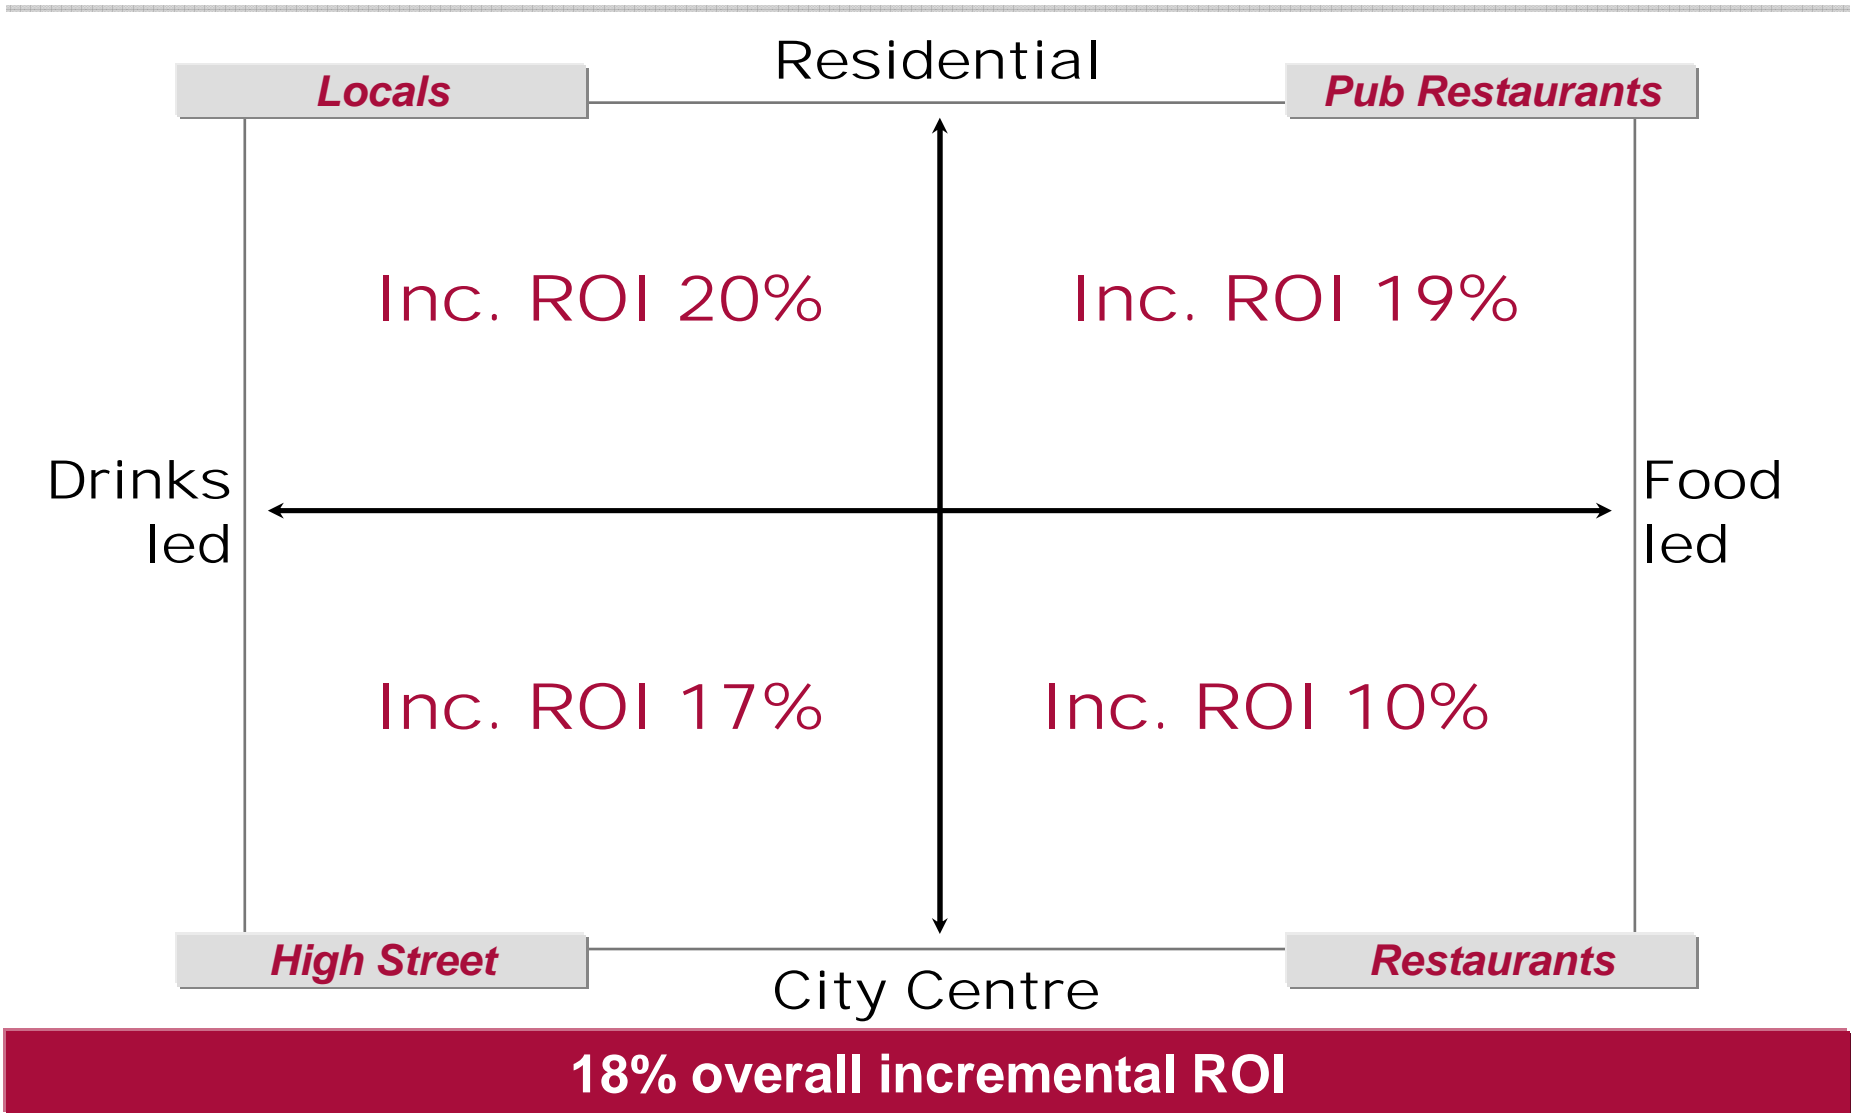 Residential
Locals
Pub Restaurants
Inc. ROI 20%
Inc. ROI 19%
Drinks
led
Food
led
Inc. ROI 17%
Inc. ROI 10%
High Street
Restaurants
City Centre
18% overall incremental ROI